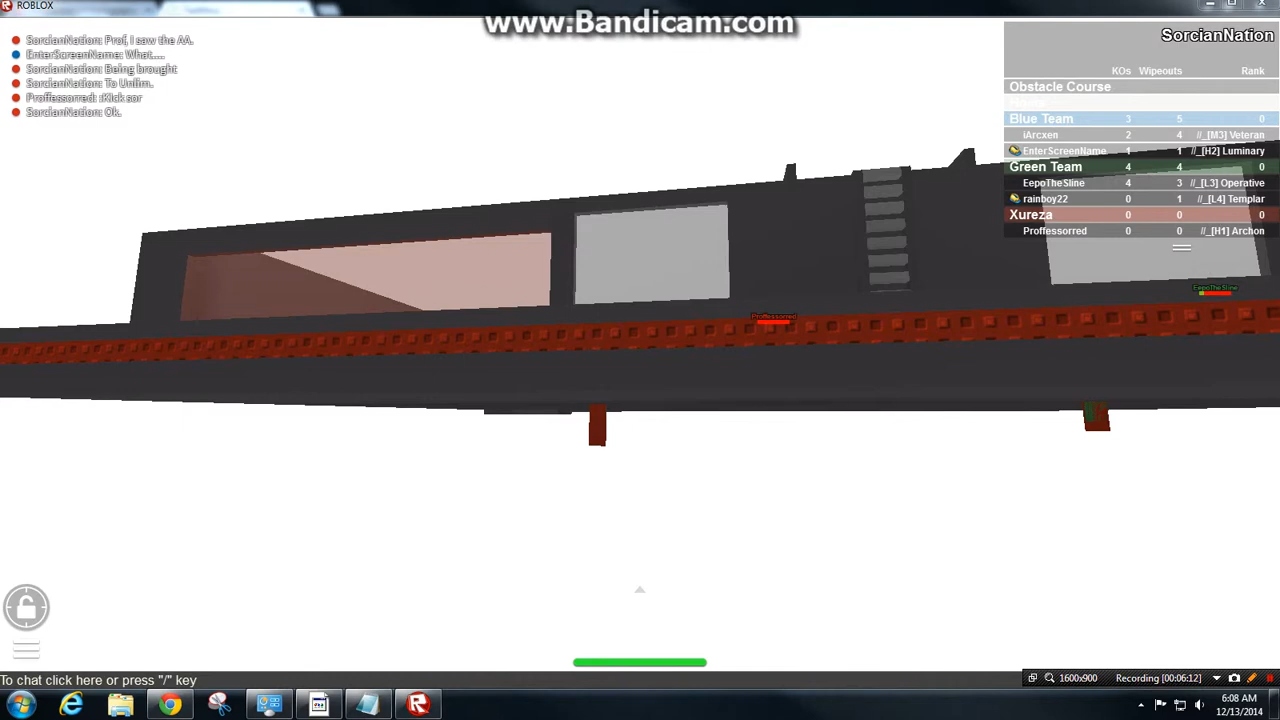 ROBLOX
www.Bandicam.com
SorcianNation: Prof, I saw the AA.
EnterScreenName: What....
SorcianNation: Being brought
SorcianNation: To Unlim.
Proffessorred: :Kick sor
SorcianNation: Ok.
SorcianNation
KOs Wipeouts Rank
Obstacle Course
Blue Team 3 5 0
iArcxen 2 4 //_[M3] Veteran
EnterScreenName 1 1 //_[H2] Luminary
Green Team 4 4 0
EepoTheSline 4 3 //_[L3] Operative
rainboy22 0 1 //_[L4] Templar
Xureza 0 0 0
Proffessorred 0 0 //_[H1] Archon
EepoTheSline
Proffessorred
To chat click here or press "/" key
1600x900 Recording [00:06:12]
6:08 AM
12/13/2014